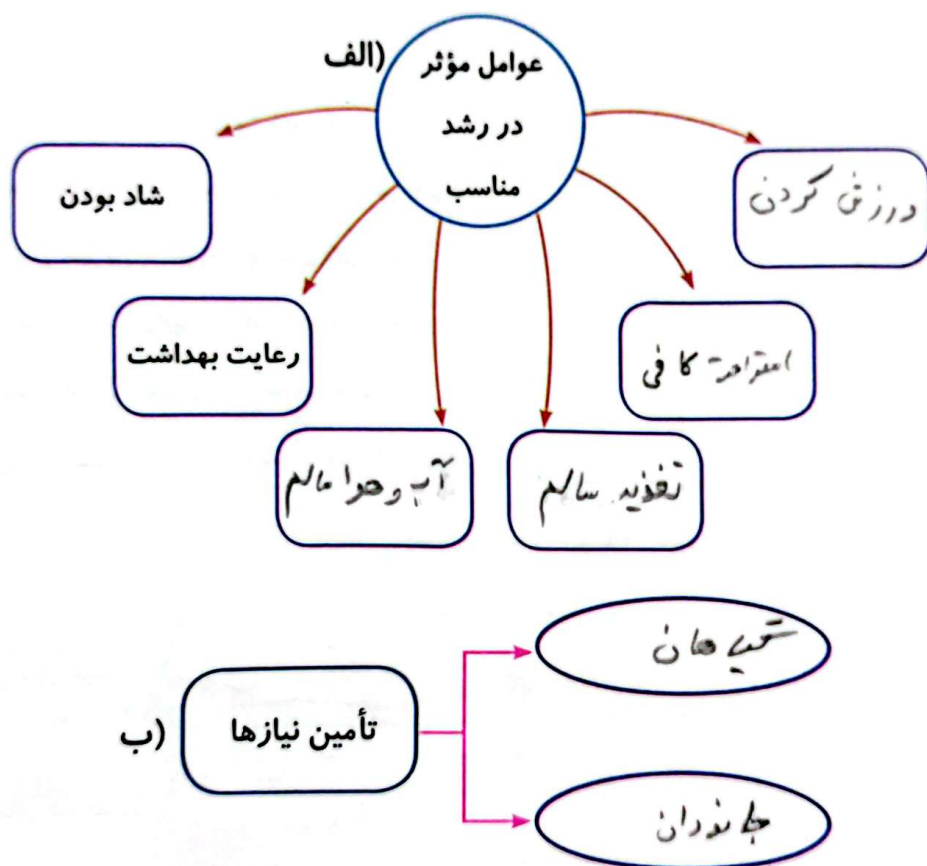 الف)
عوامل مؤثر
در رشد
مناسب
ورزش کردن
استراحت کافی
تغذیه سالم
آب و هوا سالم
رعایت بهداشت
شاد بودن
ب)
تأمین نیازها
گیاهان
جانوران